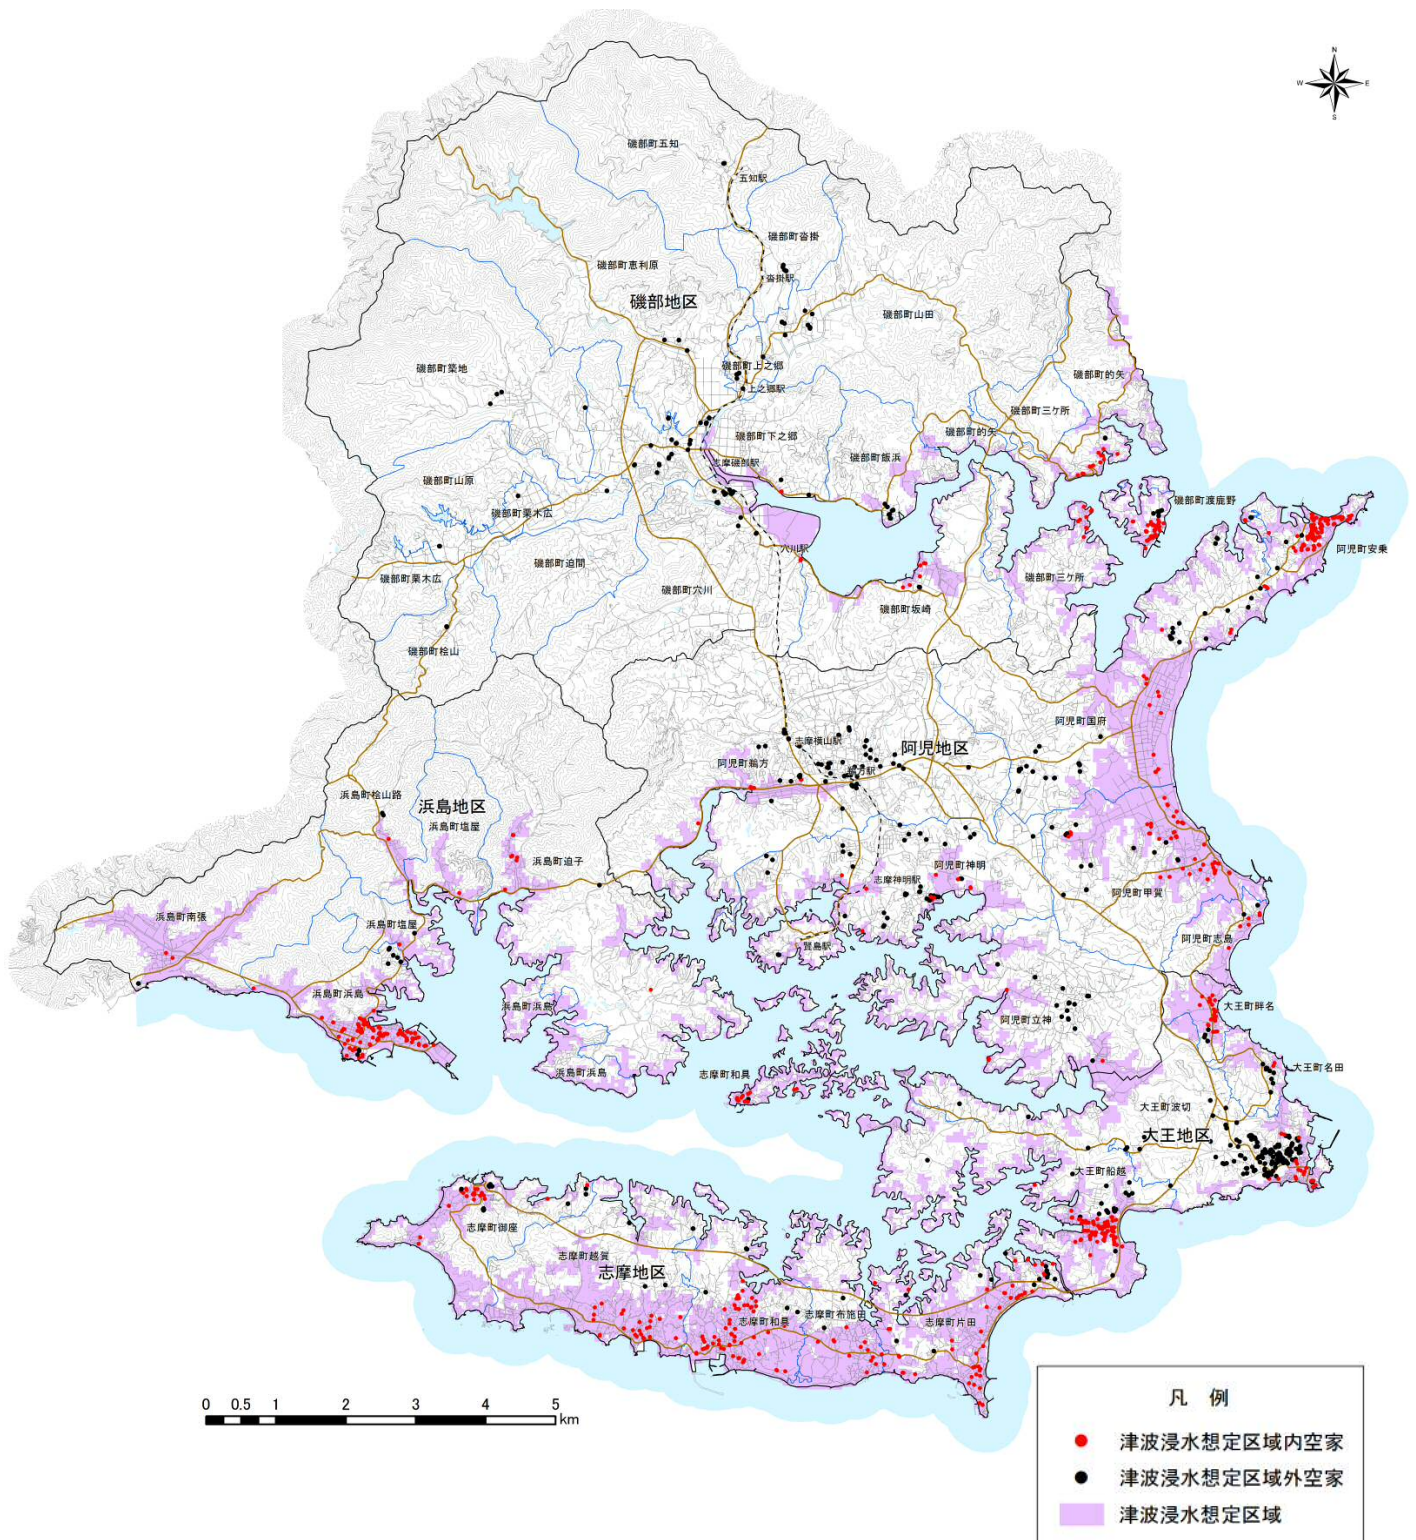 N
W E
S
磯部町五知
五知駅
磯部町沓掛
沓掛駅
磯部町恵利原
磯部地区
磯部町山田
磯部町築地
磯部町上之郷
上之郷駅
磯部町的矢
磯部町三ケ所
磯部町下之郷
磯部町的矢
磯部町飯浜
志摩磯部駅
磯部町山原
磯部町渡鹿野
磯部町栗木広
穴川駅
阿児町安乗
磯部町迫間
磯部町栗木広
磯部町穴川
磯部町三ケ所
磯部町坂崎
磯部町桧山
阿児町国府
志摩横山駅
阿児地区
阿児町鵜方
鵜方駅
浜島町桧山路
浜島地区
浜島町塩屋
浜島町迫子
阿児町神明
志摩神明駅
阿児町甲賀
浜島町南張
浜島町塩屋
賢島駅
阿児町志島
浜島町浜島
浜島町浜島
大王町畔名
阿児町立神
浜島町浜島
志摩町和具
大王町名田
大王町波切
大王地区
大王町船越
志摩町御座
志摩町越賀
志摩地区
志摩町和具
志摩町布施田
志摩町片田
0 0.5 1 2 3 4 5
km
凡 例
津波浸水想定区域内空家
津波浸水想定区域外空家
津波浸水想定区域